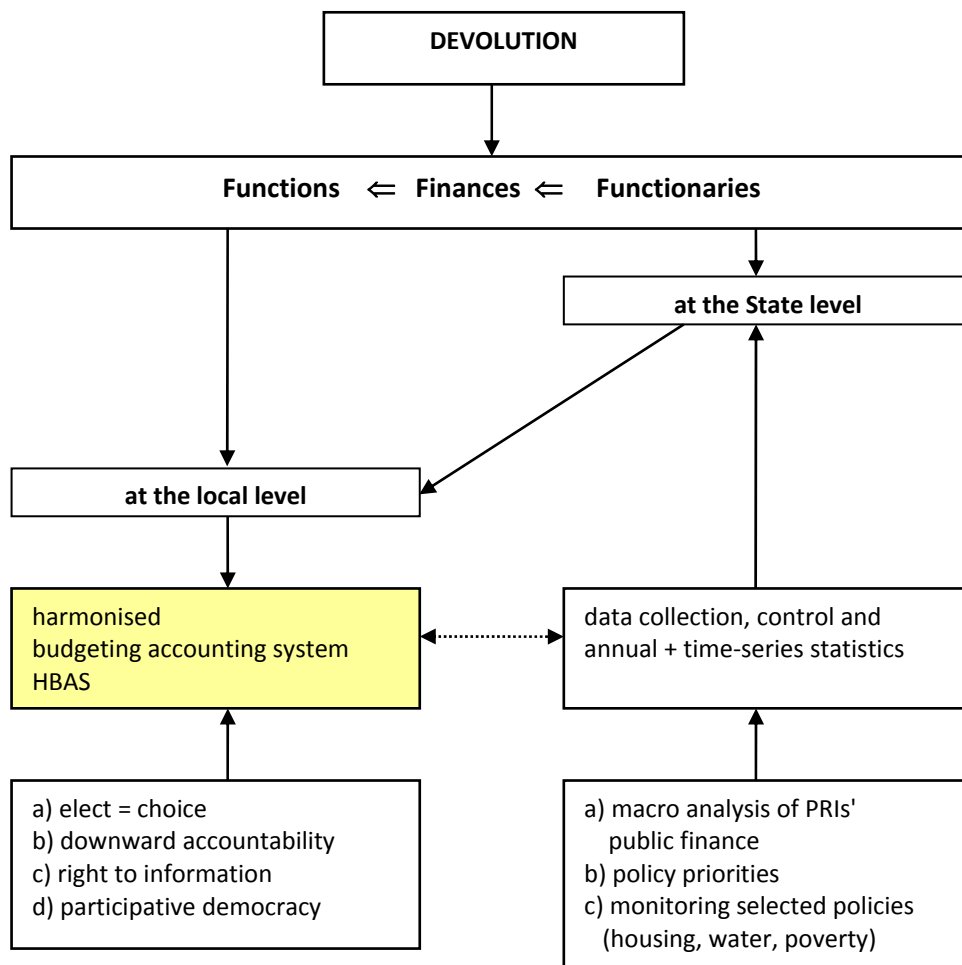 DEVOLUTION
Functions ⇐ Finances ⇐ Functionaries
at the State level
at the local level
harmonised
budgeting accounting system
HBAS
data collection, control and
annual + time-series statistics
a) elect = choice
b) downward accountability
c) right to information
d) participative democracy
a) macro analysis of PRIs'
public finance
b) policy priorities
c) monitoring selected policies
(housing, water, poverty)